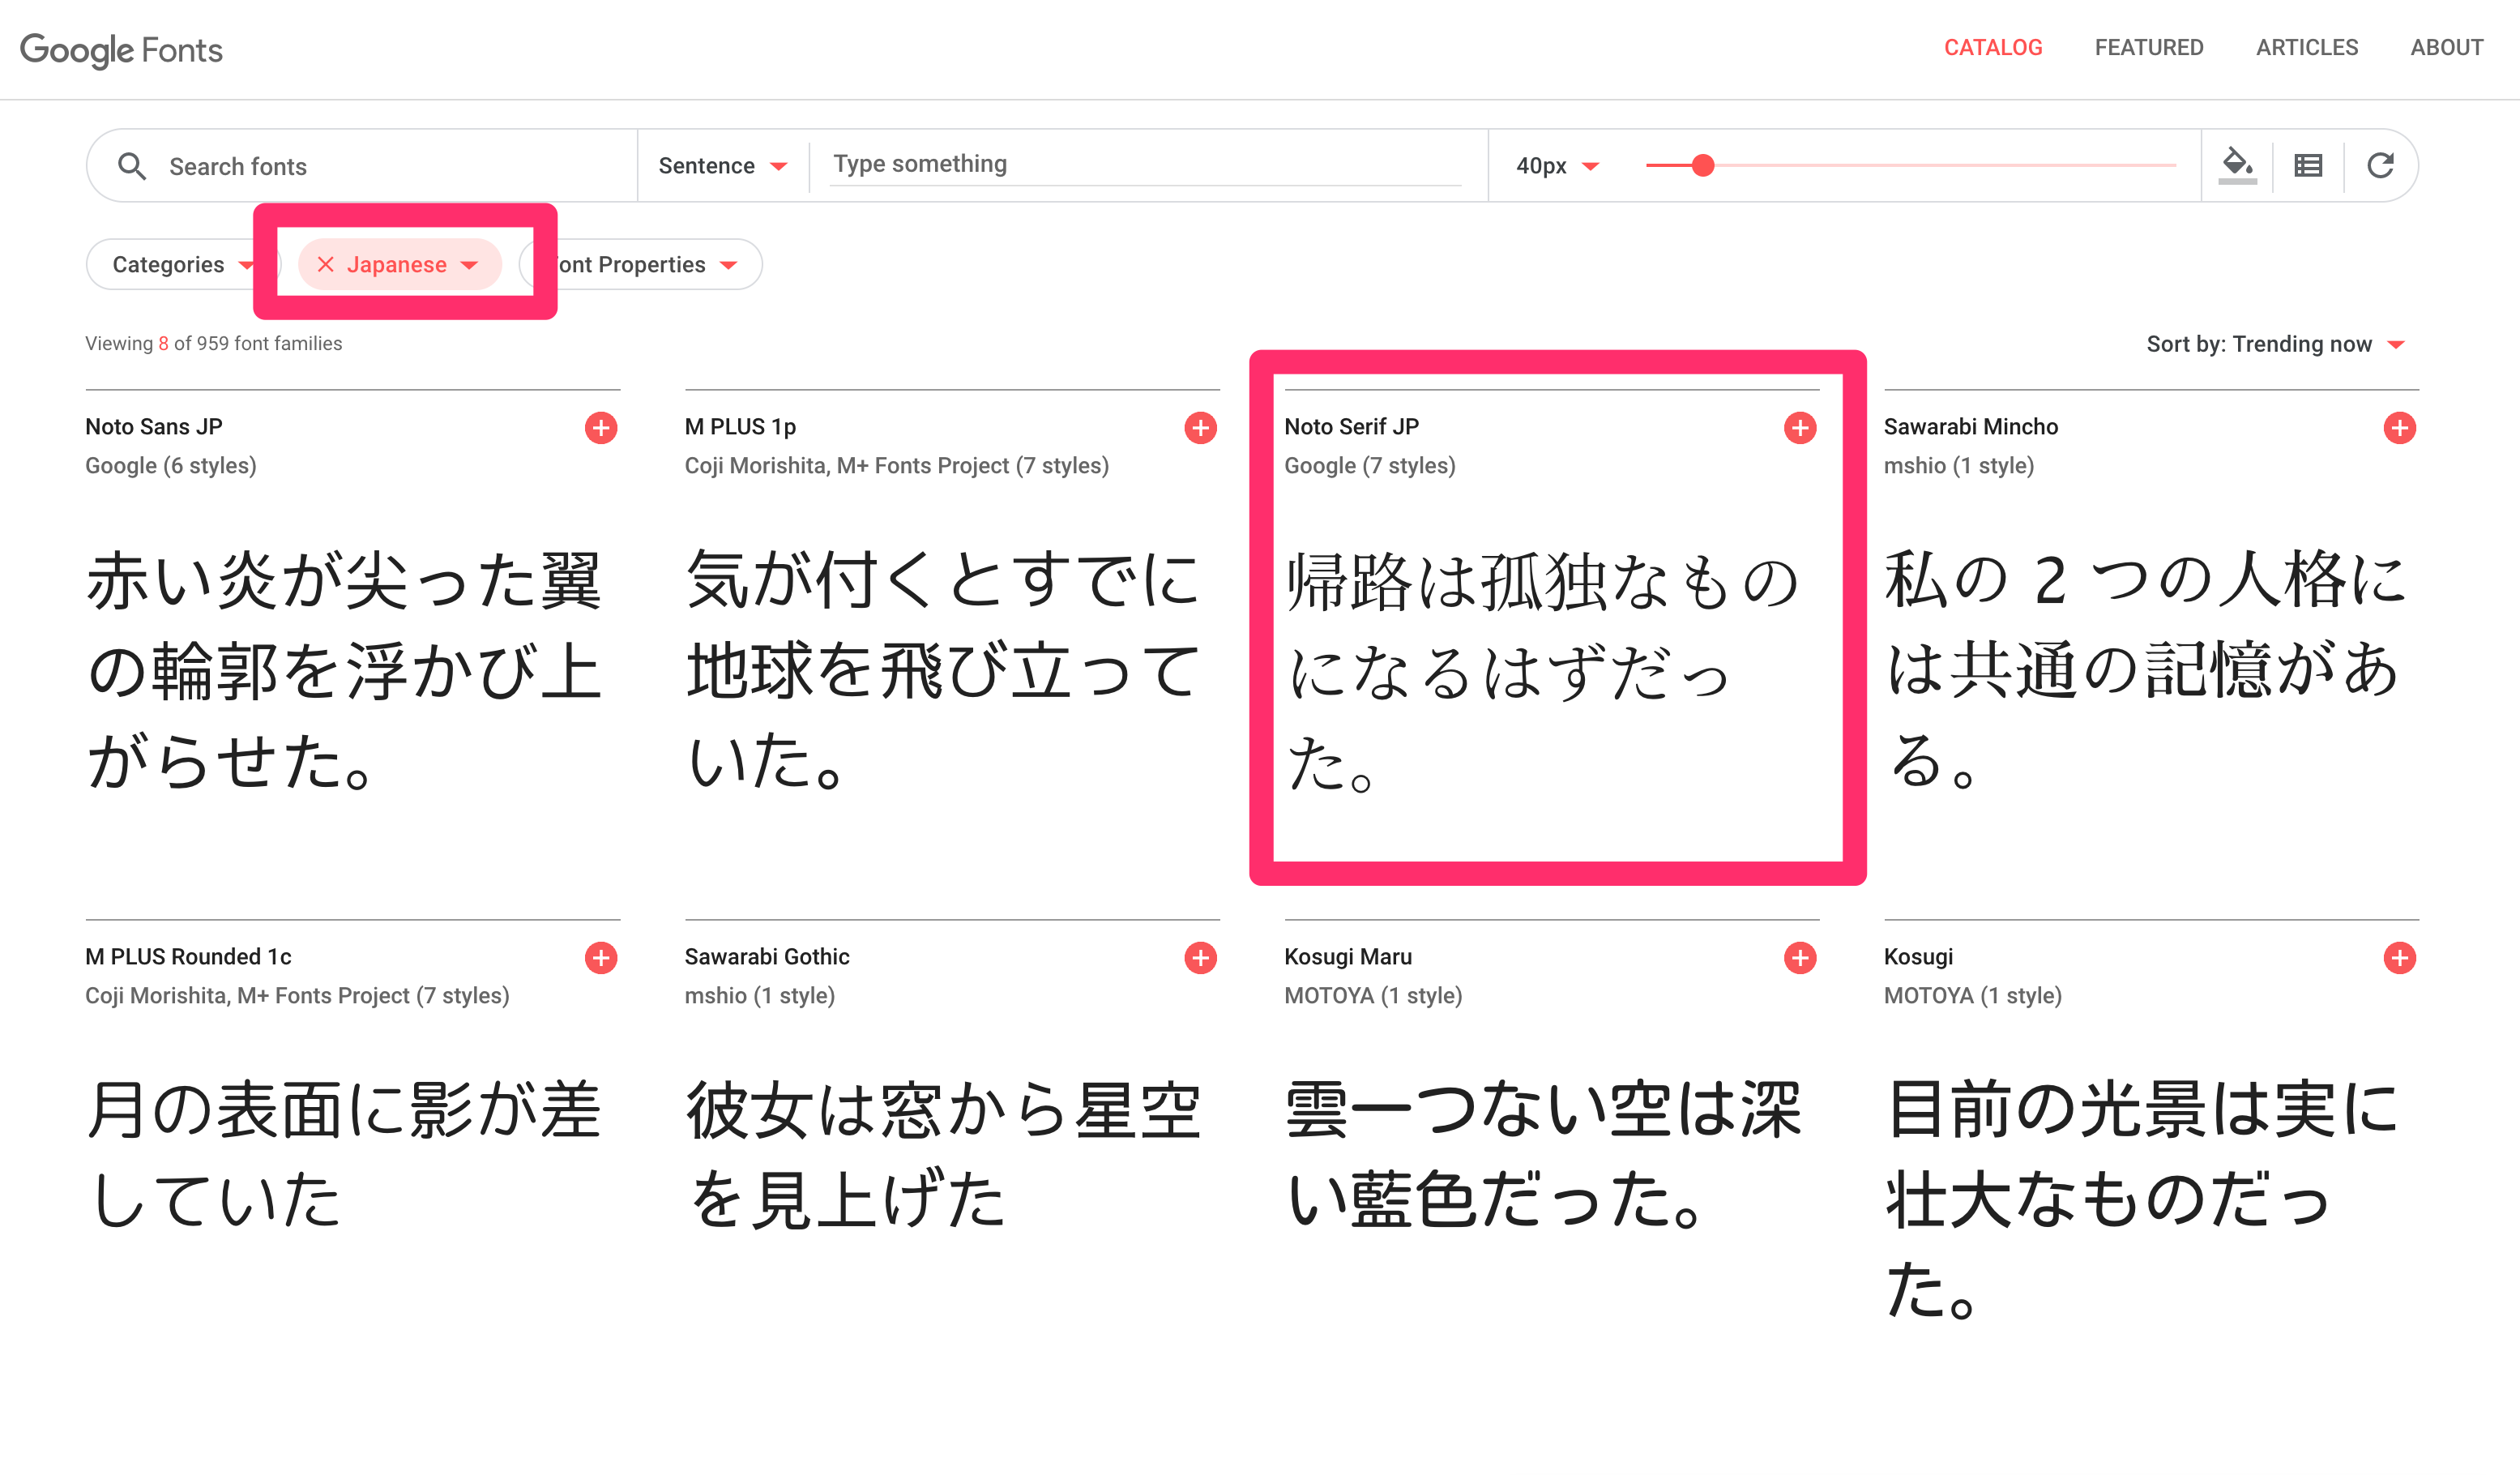 Google Fonts
CATALOG
FEATURED
ARTICLES
ABOUT
Search fonts
Sentence
Type something
40px
Categories
Japanese
ont Properties
Viewing 8 of 959 font families
Sort by: Trending now
Noto Sans JP
Google (6 styles)
赤い炎が尖った翼
の輪郭を浮かび上
がらせた。
M PLUS 1p
Coji Morishita, M+ Fonts Project (7 styles)
気が付くとすでに
地球を飛び立って
いた。
Noto Serif JP
Google (7 styles)
帰路は孤独なもの
になるはずだっ
た。
Sawarabi Mincho
mshio (1 style)
私の 2 つの人格に
は共通の記憶があ
る。
M PLUS Rounded 1c
Coji Morishita, M+ Fonts Project (7 styles)
月の表面に影が差
していた
Sawarabi Gothic
mshio (1 style)
彼女は窓から星空
を見上げた
Kosugi Maru
MOTOYA (1 style)
雲一つない空は深
い藍色だった。
Kosugi
MOTOYA (1 style)
目前の光景は実に
壮大なものだっ
た。